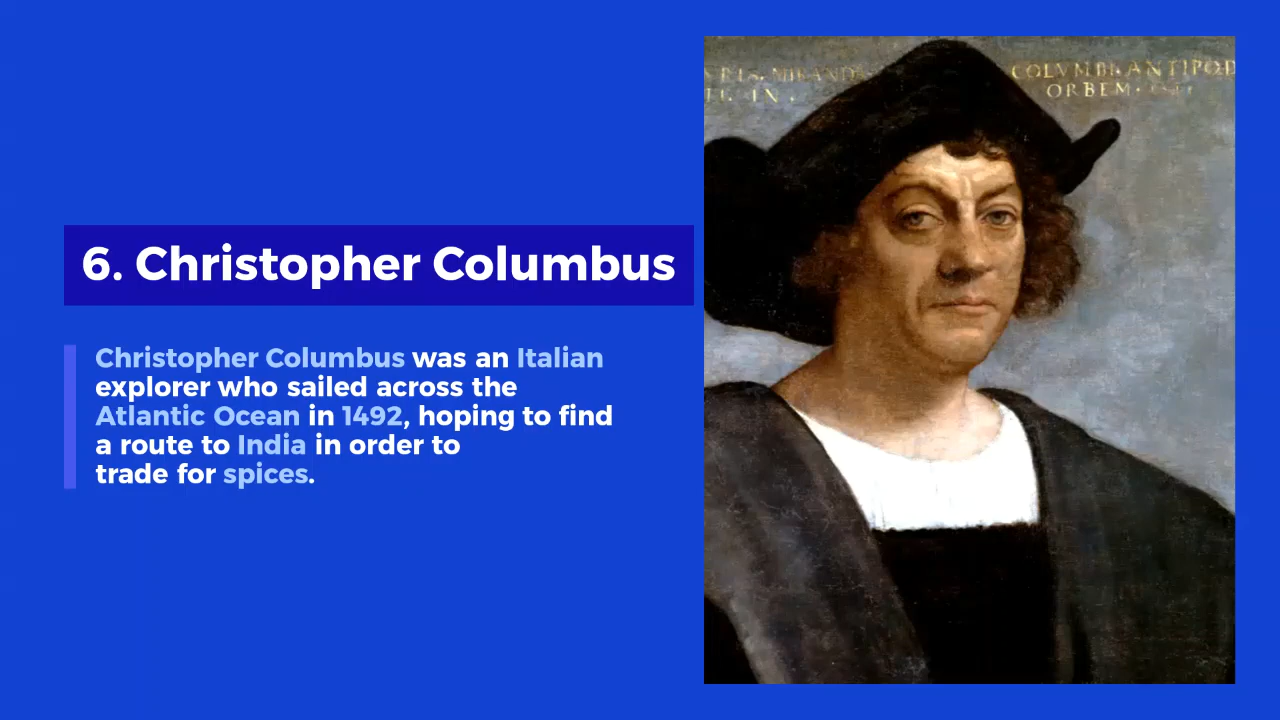 6. Christopher Columbus
Christopher Columbus was an Italian
explorer who sailed across the
Atlantic Ocean in 1492, hoping to find
a route to India in order to
trade for spices.
COLVMBI ANTIPOD
ORBEM